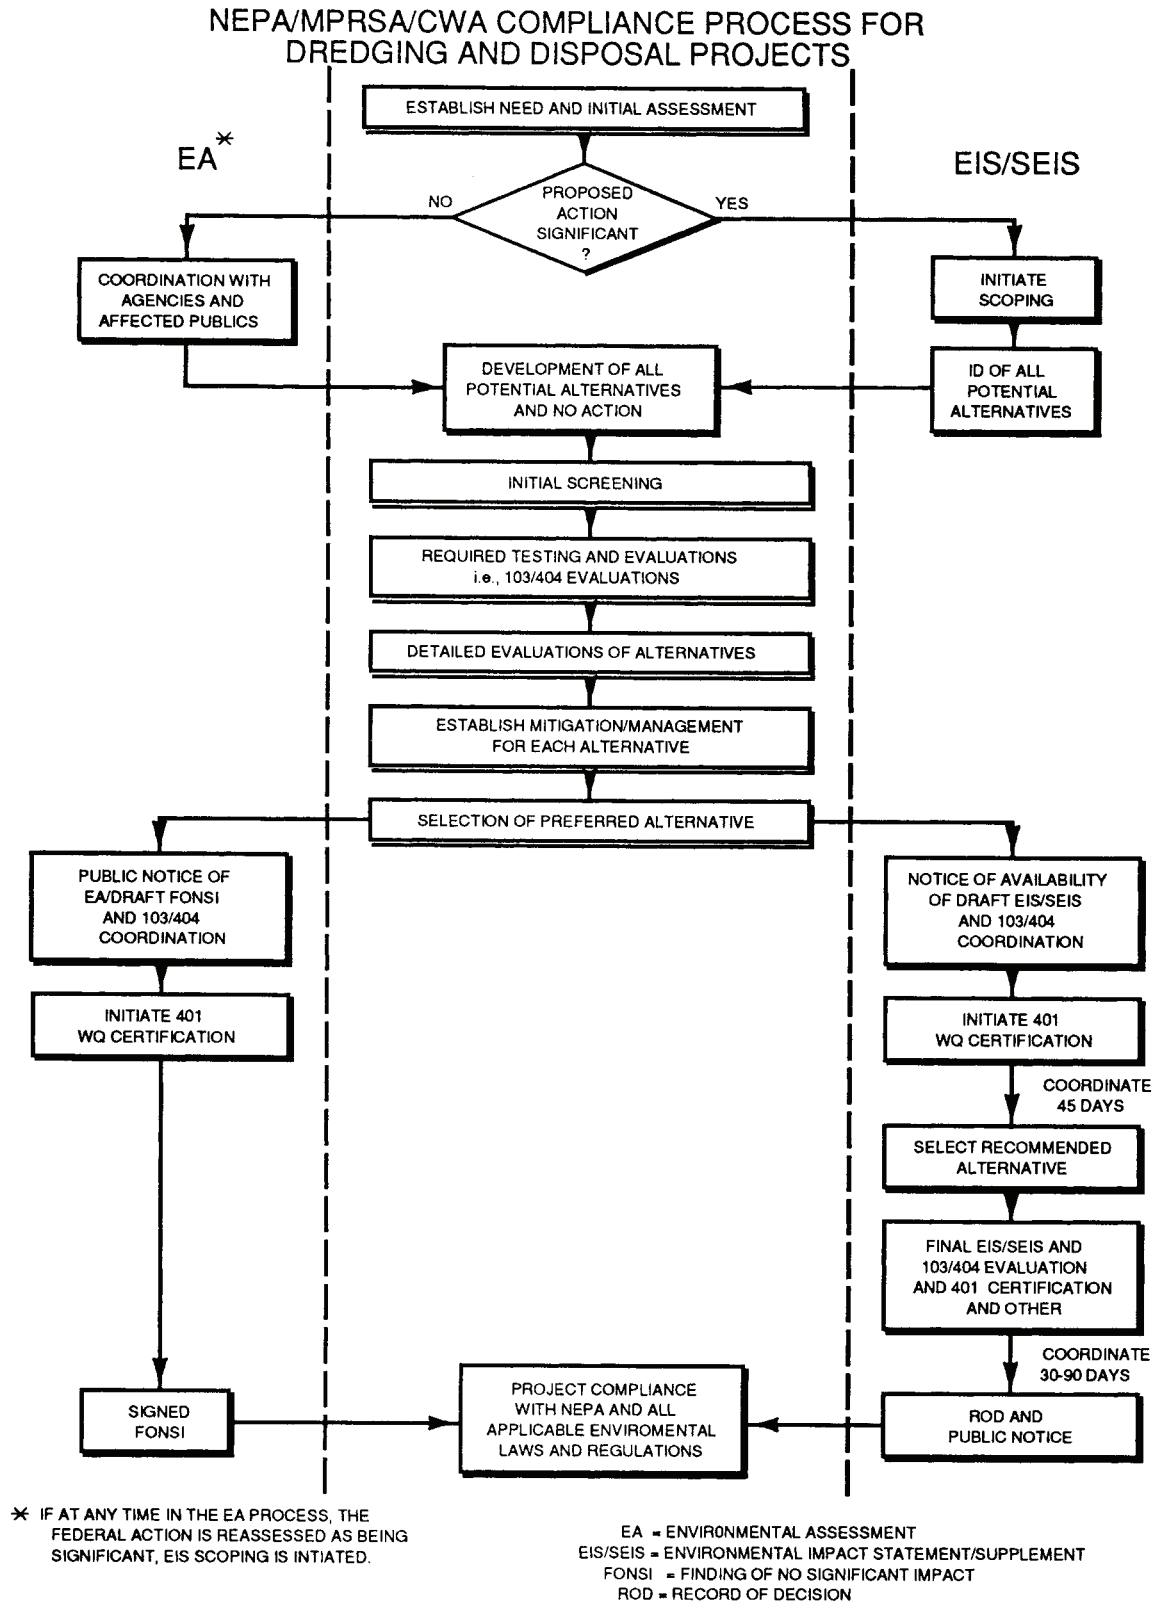 NEPA/MPRSA/CWA COMPLIANCE PROCESS FOR
DREDGING AND DISPOSAL PROJECTS
ESTABLISH NEED AND INITIAL ASSESSMENT
EA*
EIS/SEIS
NO
PROPOSED
ACTION
SIGNIFICANT
?
YES
COORDINATION WITH
AGENCIES AND
AFFECTED PUBLICS
INITIATE
SCOPING
DEVELOPMENT OF ALL
POTENTIAL ALTERNATIVES
AND NO ACTION
ID OF ALL
POTENTIAL
ALTERNATIVES
INITIAL SCREENING
REQUIRED TESTING AND EVALUATIONS
i.e., 103/404 EVALUATIONS
DETAILED EVALUATIONS OF ALTERNATIVES
ESTABLISH MITIGATION/MANAGEMENT
FOR EACH ALTERNATIVE
SELECTION OF PREFERRED ALTERNATIVE
PUBLIC NOTICE OF
EA/DRAFT FONSI
AND 103/404
COORDINATION
INITIATE 401
WQ CERTIFICATION
NOTICE OF AVAILABILITY
OF DRAFT EIS/SEIS
AND 103/404
COORDINATION
INITIATE 401
WQ CERTIFICATION
COORDINATE
45 DAYS
SELECT RECOMMENDED
ALTERNATIVE
FINAL EIS/SEIS AND
103/404 EVALUATION
AND 401 CERTIFICATION
AND OTHER
COORDINATE
30-90 DAYS
SIGNED
FONSI
PROJECT COMPLIANCE
WITH NEPA AND ALL
APPLICABLE ENVIROMENTAL
LAWS AND REGULATIONS
ROD AND
PUBLIC NOTICE
* IF AT ANY TIME IN THE EA PROCESS, THE
FEDERAL ACTION IS REASSESSED AS BEING
SIGNIFICANT, EIS SCOPING IS INTIATED.
EA = ENVIRONMENTAL ASSESSMENT
EIS/SEIS = ENVIRONMENTAL IMPACT STATEMENT/SUPPLEMENT
FONSI = FINDING OF NO SIGNIFICANT IMPACT
ROD = RECORD OF DECISION